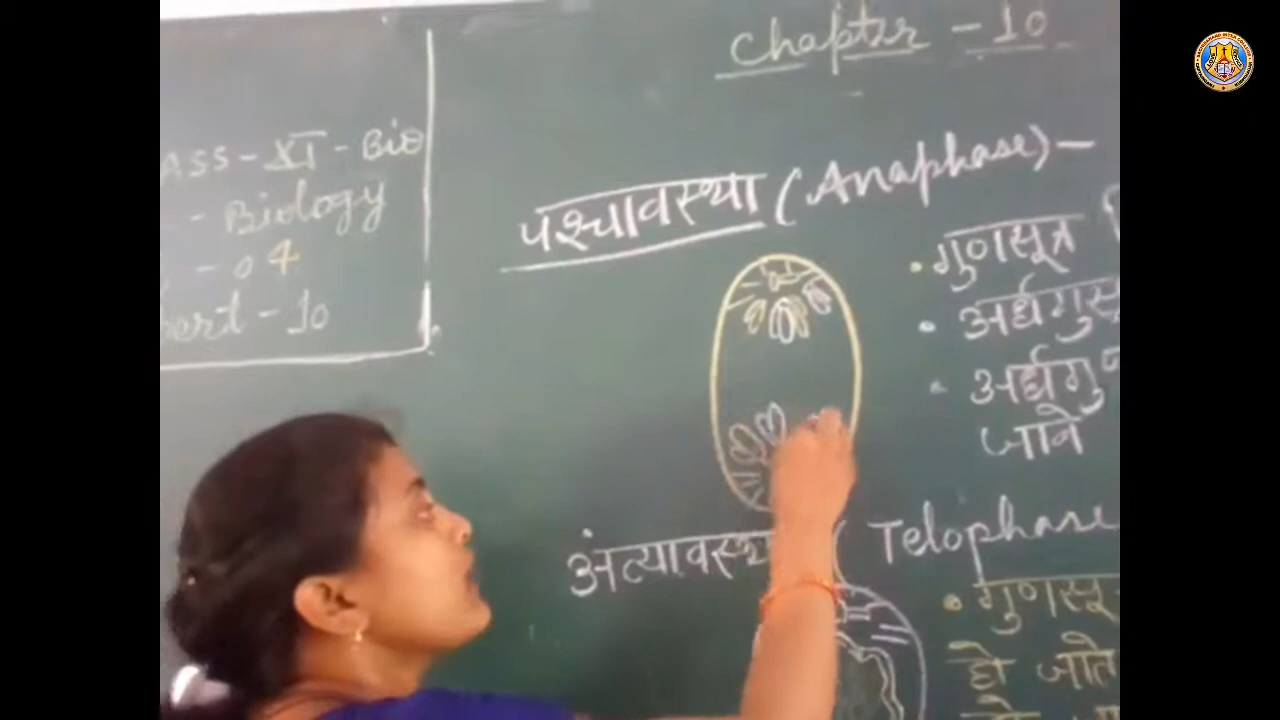 Chapter - 10
ASS - XI - Bio
- Biology
- 04
- 10
पश्चावस्था (Anaphase) -
• गुणसूत्र
• अर्धगुणसू
• अर्धगुण
जाने
अंत्यावस्था (Telophase
• गुणसू
हो जाते